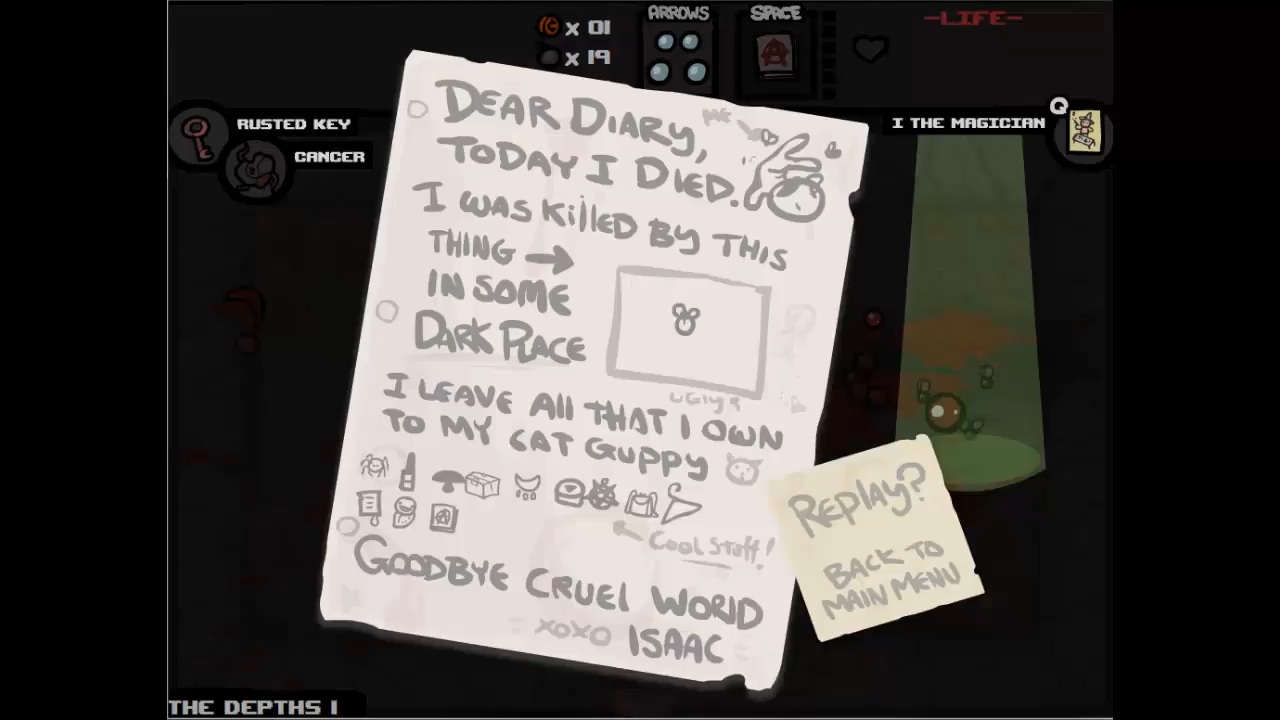 x 01
x 19
ARROWS
SPACE
-LIFE-
RUSTED KEY
CANCER
Q
I THE MAGICIAN
DEAR DIARY,
ME
TODAY I DIED.
I WAS KILLED BY THIS
THING →
IN SOME
DARK PLACE
UGLY
I LEAVE ALL THAT I OWN
TO MY CAT GUPPY
COOL STUFF!
GOODBYE CRUEL WORLD
XOXO ISAAC
REPLAY?
BACK TO
MAIN MENU
THE DEPTHS I